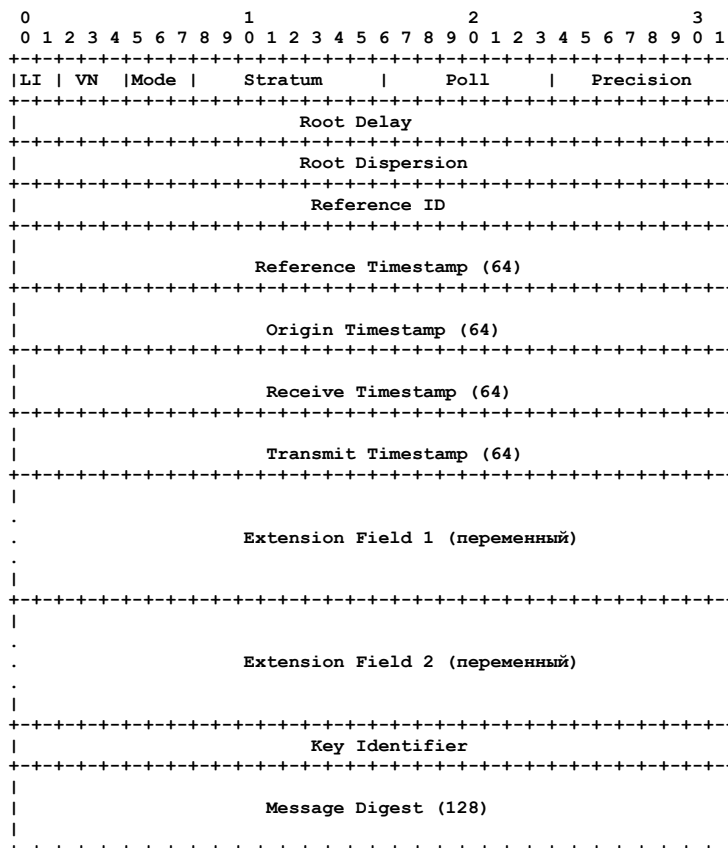 0                   1                   2                   3
0 1 2 3 4 5 6 7 8 9 0 1 2 3 4 5 6 7 8 9 0 1 2 3 4 5 6 7 8 9 0 1
|LI | VN |Mode | Stratum | Poll | Precision
| Root Delay
| Root Dispersion
| Reference ID
| Reference Timestamp (64)
| Origin Timestamp (64)
| Receive Timestamp (64)
| Transmit Timestamp (64)
. Extension Field 1 (переменный)
. Extension Field 2 (переменный)
| Key Identifier
| Message Digest (128)